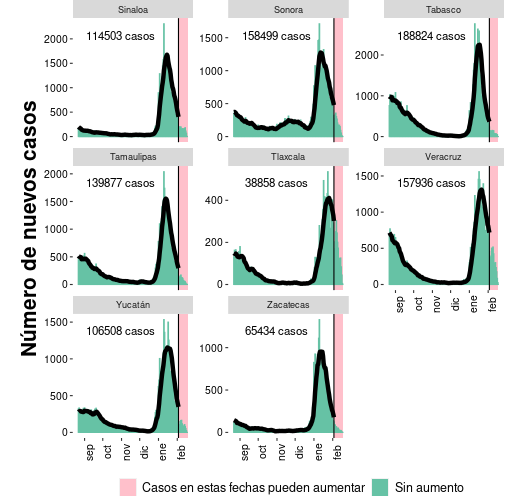 Sinaloa Sonora Tabasco
114503 casos 158499 casos 188824 casos
2000 1500 1000 500 0
1500 1000 500 0
2000 1000 0
Tamaulipas Tlaxcala Veracruz
139877 casos 38858 casos 157936 casos
2000 1500 1000 500 0
400 200 0
1500 1000 500 0
sep oct nov dic ene feb
Yucatán Zacatecas
106508 casos 65434 casos
1500 1000 500 0
1000 500 0
sep oct nov dic ene feb
sep oct nov dic ene feb
Número de nuevos casos
Casos en estas fechas pueden aumentar Sin aumento